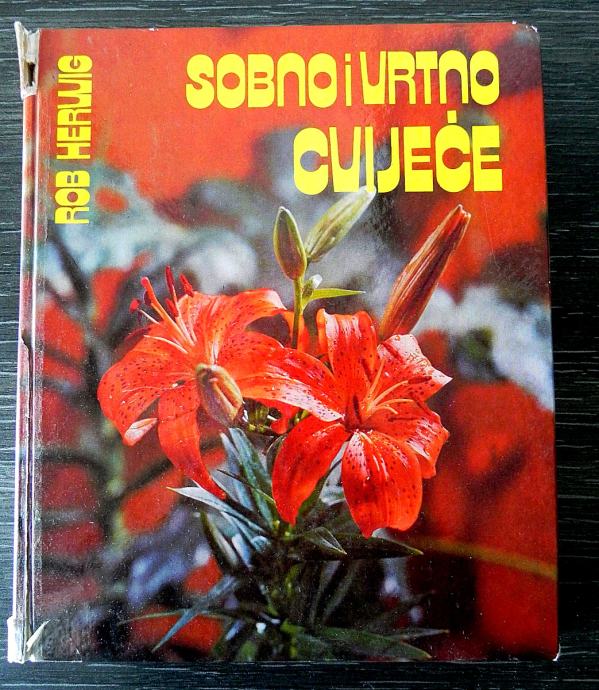 SOBNO i VRTNO
CVIJEĆE
ROB HERWIG